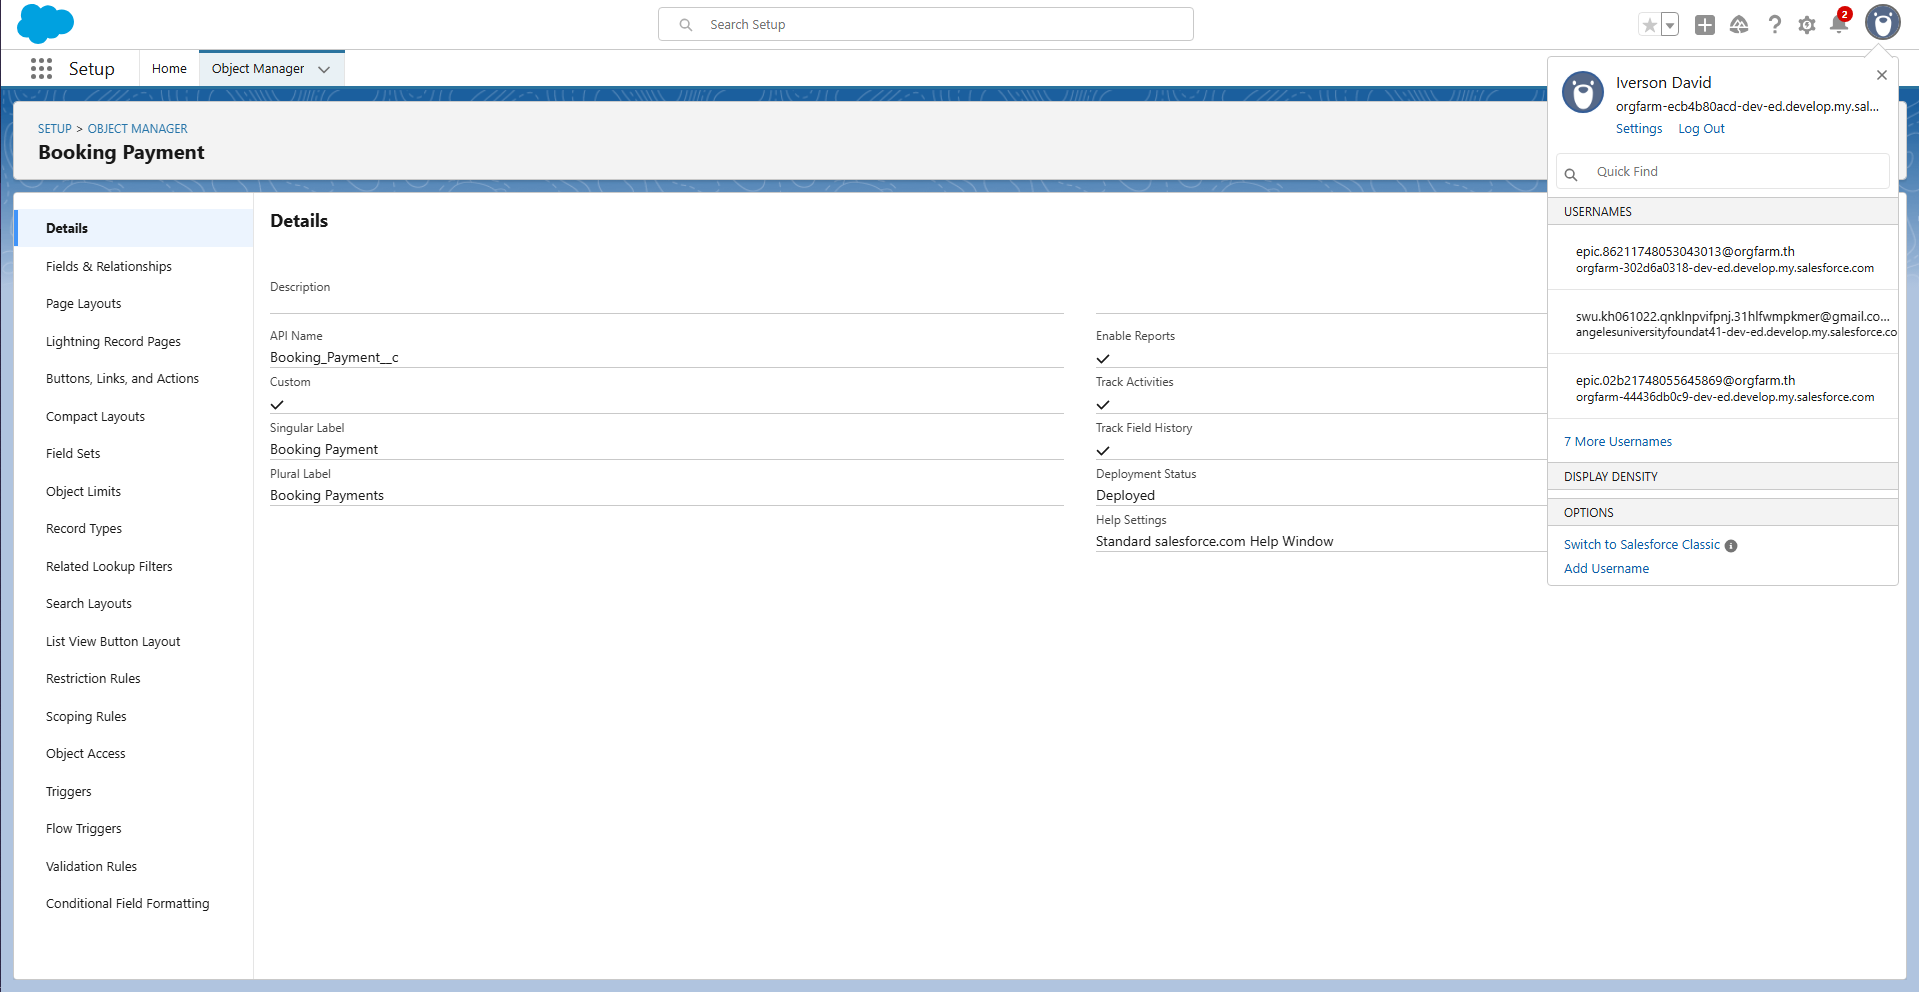 Search Setup
2
Setup
Home
Object Manager
SETUP > OBJECT MANAGER
Booking Payment
Details
Fields & Relationships
Page Layouts
Lightning Record Pages
Buttons, Links, and Actions
Compact Layouts
Field Sets
Object Limits
Record Types
Related Lookup Filters
Search Layouts
List View Button Layout
Restriction Rules
Scoping Rules
Object Access
Triggers
Flow Triggers
Validation Rules
Conditional Field Formatting
Details
Description
API Name
Booking_Payment__c
Custom
Singular Label
Booking Payment
Plural Label
Booking Payments
Enable Reports
Track Activities
Track Field History
Deployment Status
Deployed
Help Settings
Standard salesforce.com Help Window
Iverson David
orgfarm-ecb4b80acd-dev-ed.develop.my.sal...
Settings Log Out
Quick Find
USERNAMES
epic.86211748053043013@orgfarm.th
orgfarm-302d6a0318-dev-ed.develop.my.salesforce.com
swu.kh061022.qnklnpvifpnj.31hlfwmpkmer@gmail.co...
angelesuniversityfoundat41-dev-ed.develop.my.salesforce.co
epic.02b21748055645869@orgfarm.th
orgfarm-44436db0c9-dev-ed.develop.my.salesforce.com
7 More Usernames
DISPLAY DENSITY
OPTIONS
Switch to Salesforce Classic
Add Username